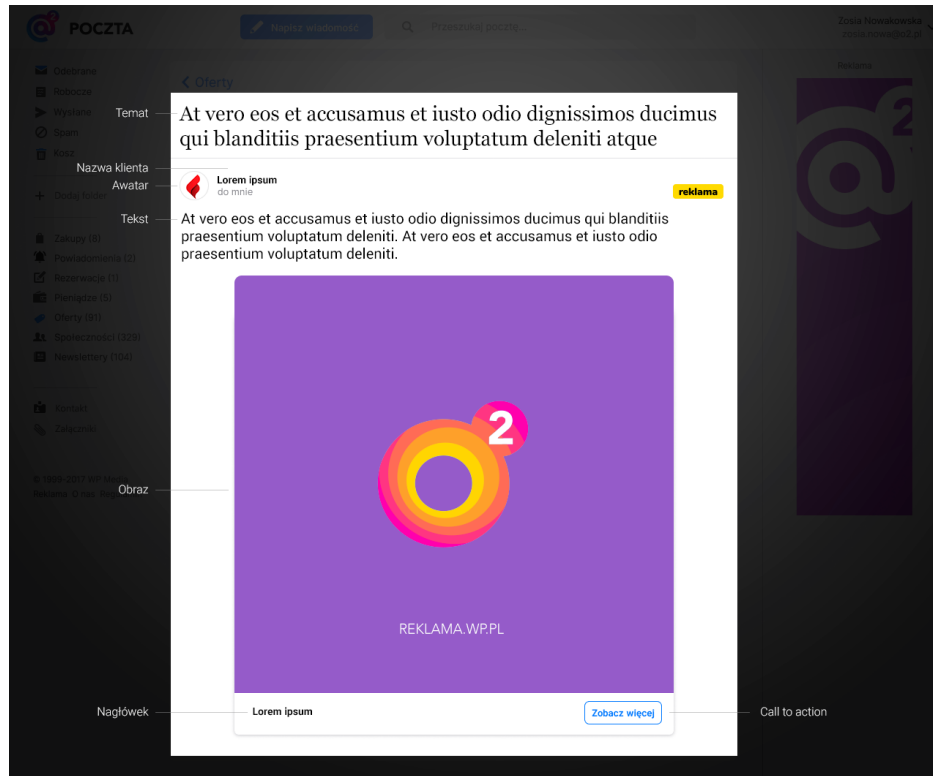 POCZTA
Napisz wiadomość
Przeszukaj pocztę...
Zosia Nowakowska
zosia.nowa@o2.pl
Odebrane
Robocze
Wysłane
Spam
Kosz
Dodaj folder
Zakupy (8)
Powiadomienia (2)
Rezerwacje (1)
Pieniądze (5)
Oferty (91)
Społeczności (329)
Newslettery (104)
Kontakt
Załączniki
Oferty
Reklama
2
Temat
At vero eos et accusamus et iusto odio dignissimos ducimus
qui blanditiis praesentium voluptatum deleniti atque
Nazwa klienta
Awatar
Lorem ipsum
do mnie
reklama
Tekst
At vero eos et accusamus et iusto odio dignissimos ducimus qui blanditiis
praesentium voluptatum deleniti. At vero eos et accusamus et iusto odio
praesentium voluptatum deleniti.
2
Obraz
REKLAMA.WP.PL
Nagłówek
Lorem ipsum
Zobacz więcej
Call to action